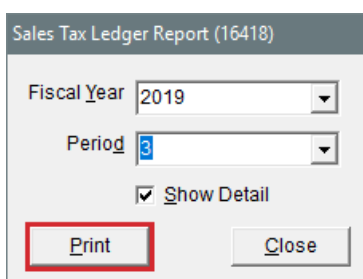 Sales Tax Ledger Report (16418)
Fiscal Year 2019
Period 3
Show Detail
Print Close